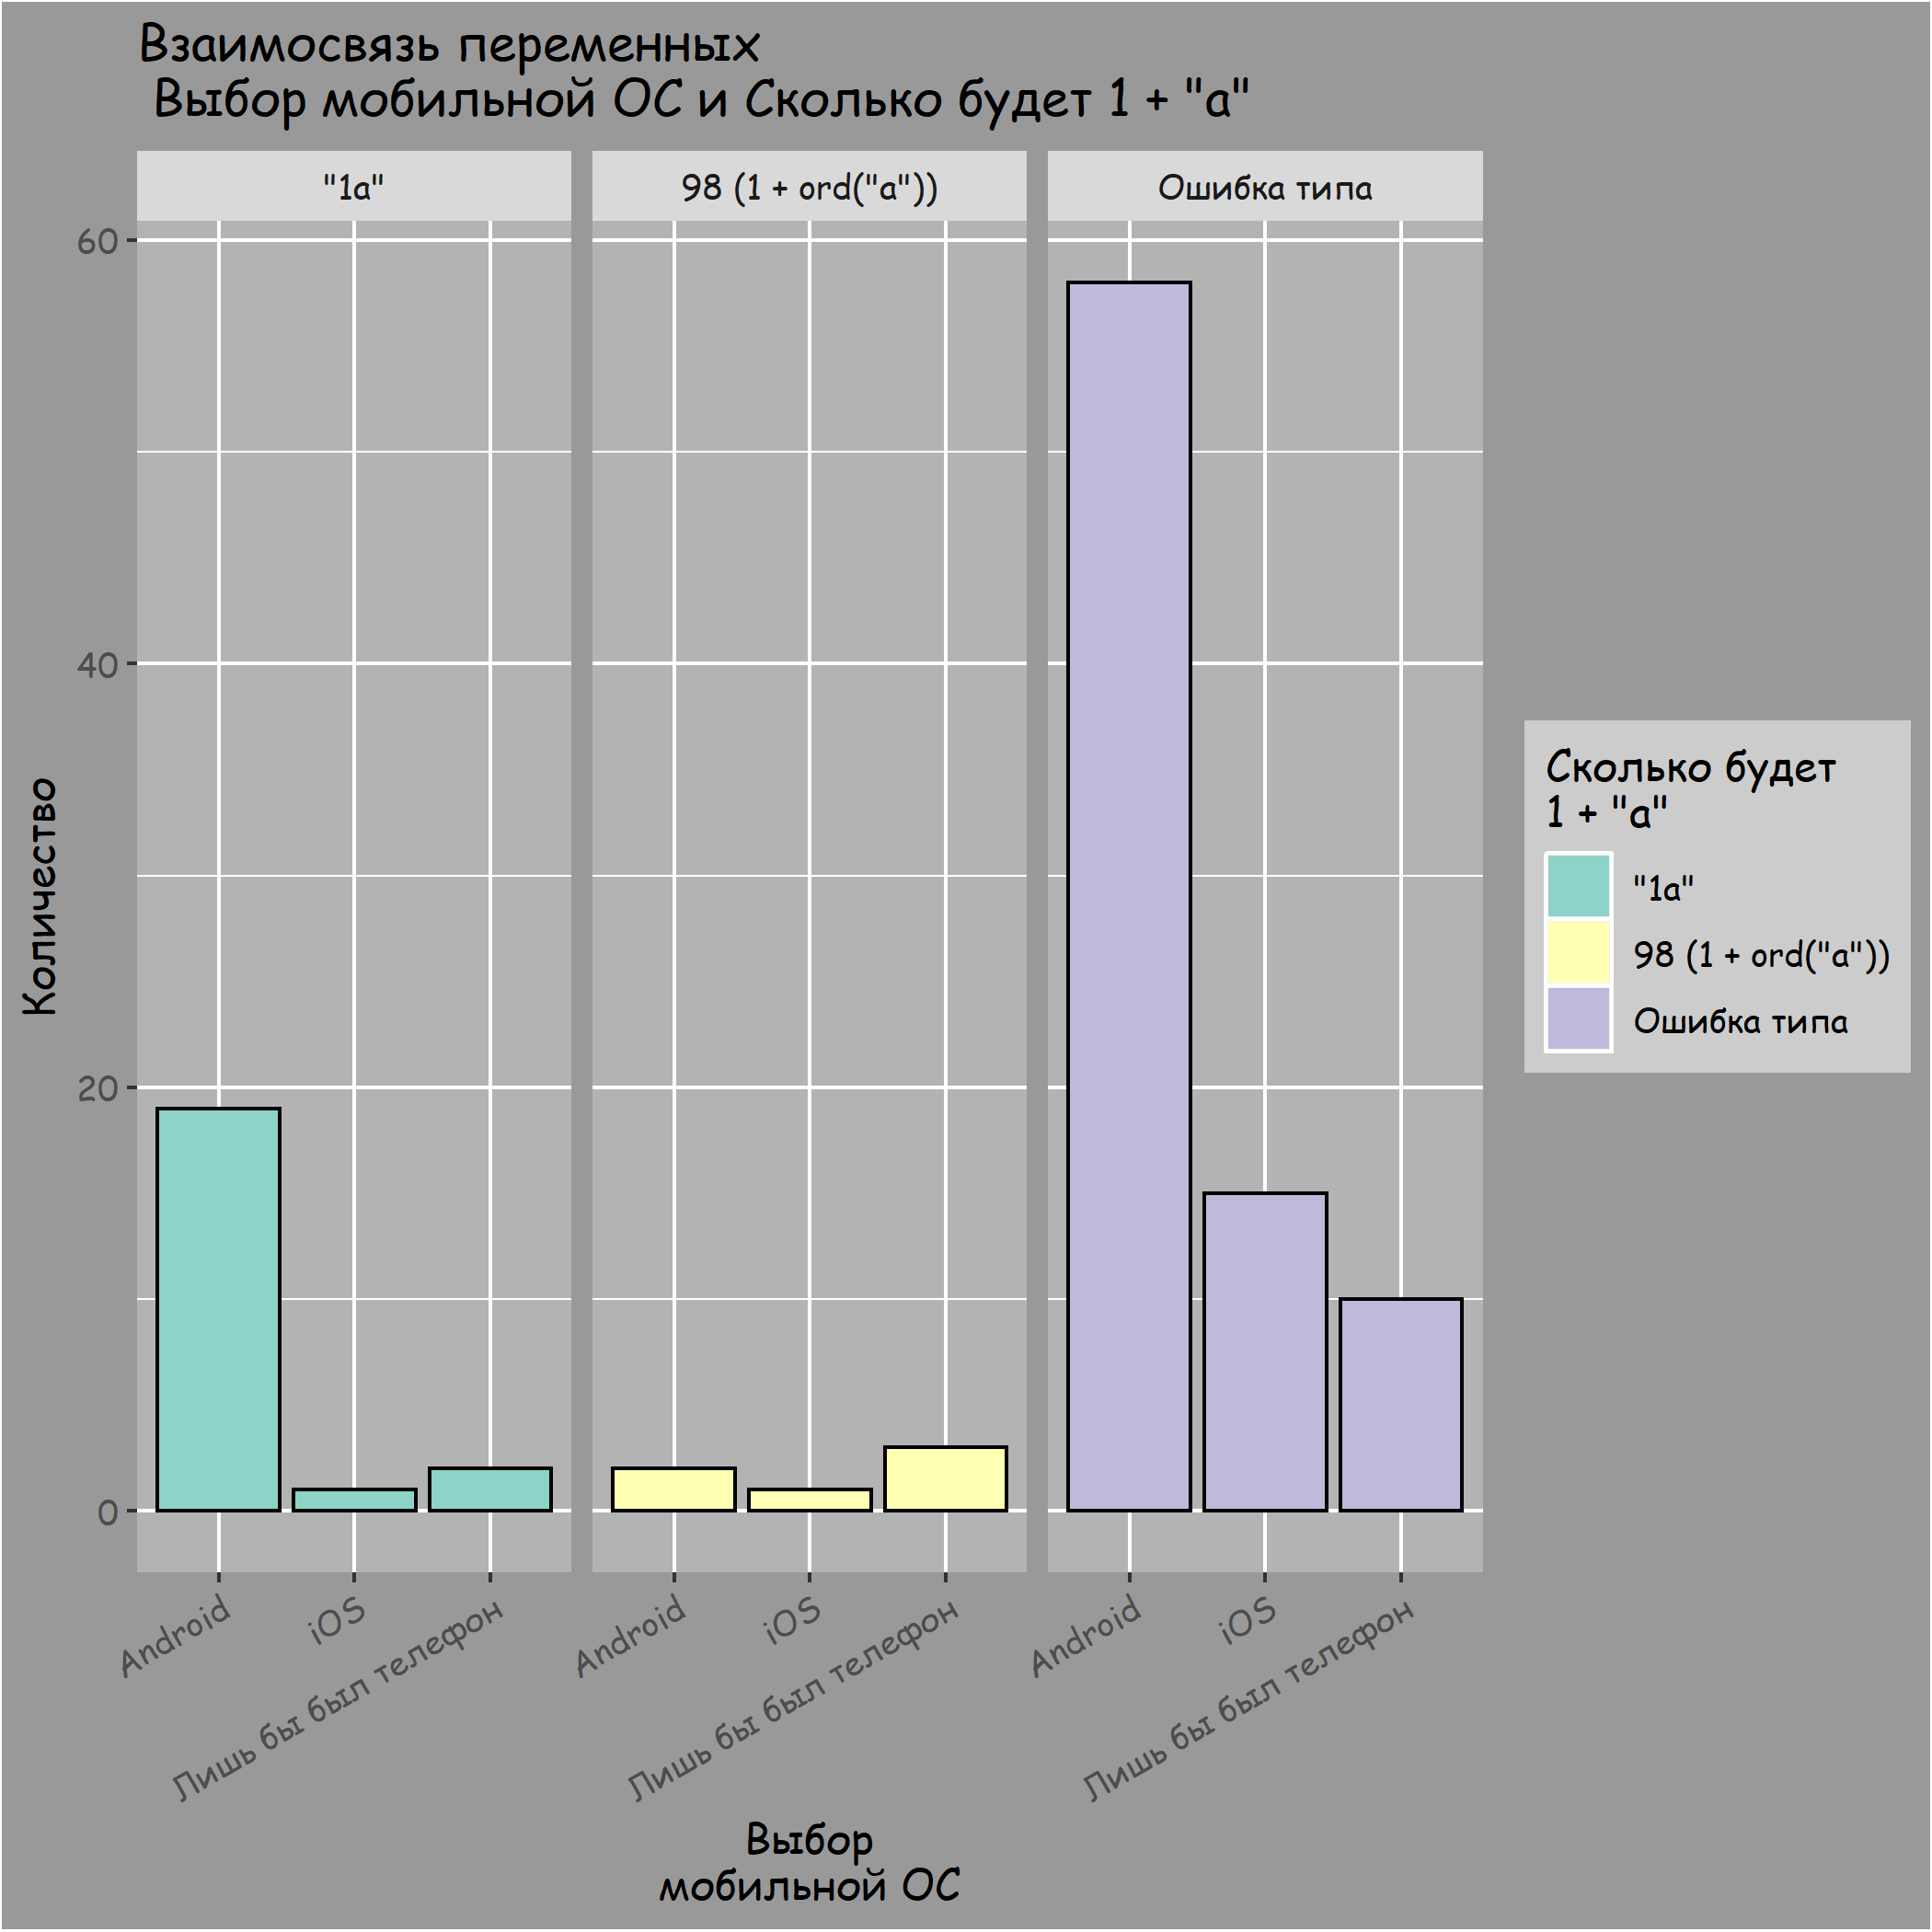 Взаимосвязь переменных
Выбор мобильной ОС и Сколько будет 1 + "a"
"1a"
98 (1 + ord("a"))
Ошибка типа
60
40
20
0
Количество
Android
iOS
Лишь бы был телефон
Android
iOS
Лишь бы был телефон
Android
iOS
Лишь бы был телефон
Выбор
мобильной ОС
Сколько будет
1 + "a"
"1a"
98 (1 + ord("a"))
Ошибка типа